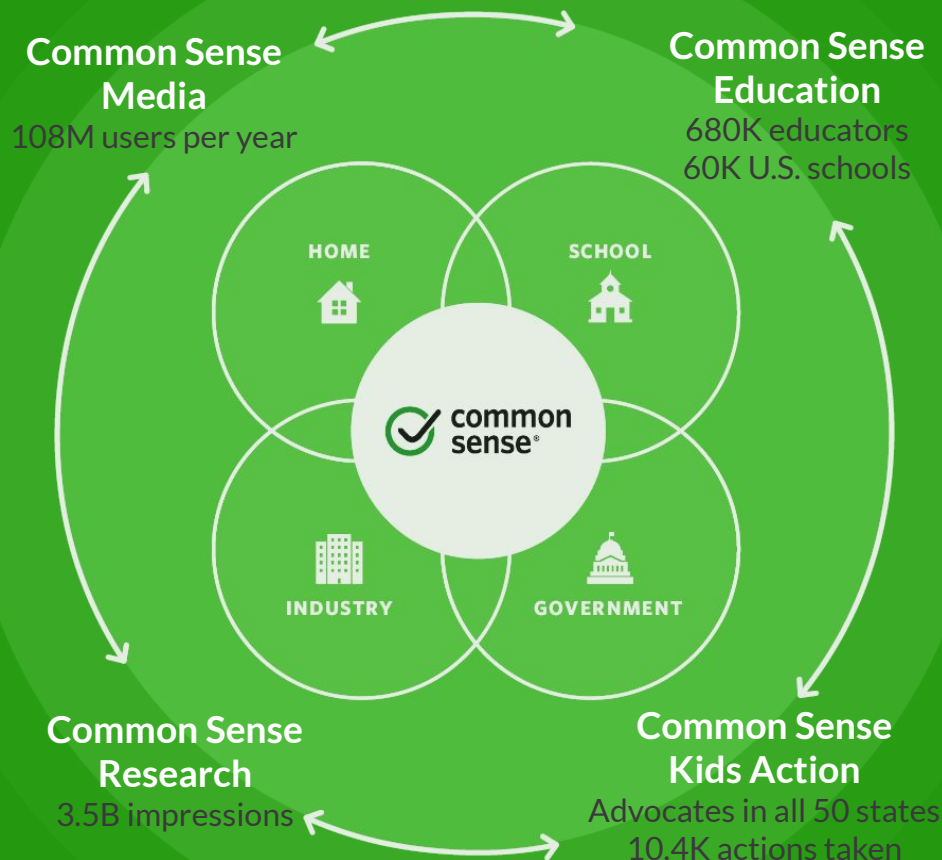 Common Sense
Media
108M users per year
Common Sense
Education
680K educators
60K U.S. schools
HOME
SCHOOL
common
sense®
INDUSTRY
GOVERNMENT
Common Sense
Research
3.5B impressions
Common Sense
Kids Action
Advocates in all 50 states
10.4K actions taken